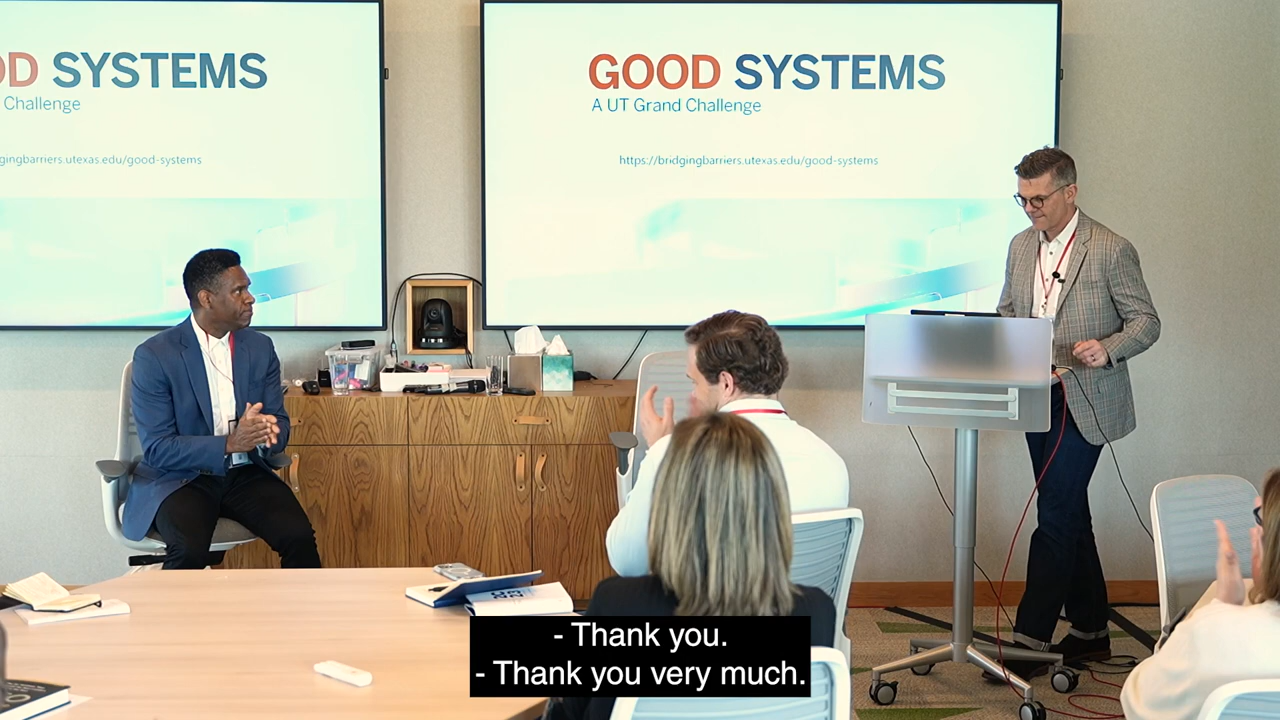 OD SYSTEMS
Challenge
gingbarriers.utexas.edu/good-systems
GOOD SYSTEMS
A UT Grand Challenge
https://bridgingbarriers.utexas.edu/good-systems
- Thank you.
- Thank you very much.